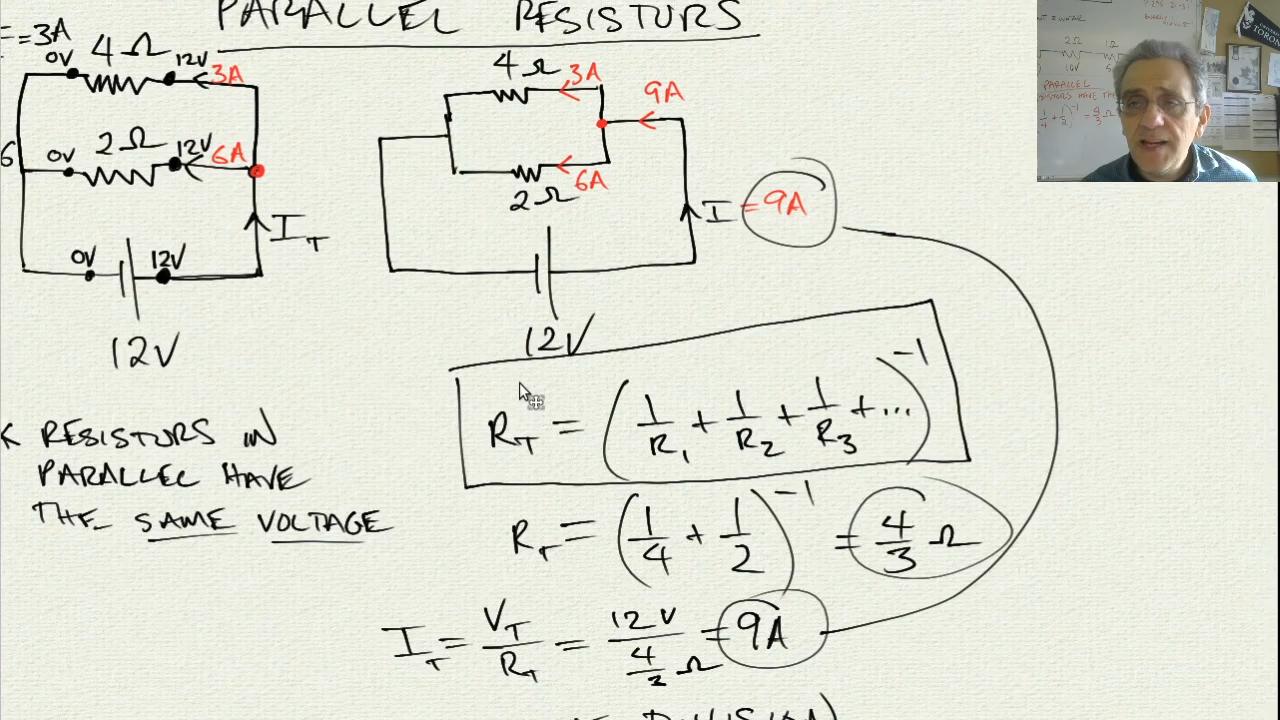 PARALLEL RESISTORS
= 3A
4Ω
0V 12V 3A
2Ω
6 0V 12V 6A
I_T
0V 12V
12V
4Ω
3A 9A
6A
2Ω
I = 9A
12V
R_T = (1/R_1 + 1/R_2 + 1/R_3 + ...)^-1
RESISTORS IN
PARALLEL HAVE
THE SAME VOLTAGE
R_T = (1/4 + 1/2)^-1 = 4/3 Ω
I_T = V_T/R_T = 12V / (4/3 Ω) = 9A
PARALLEL